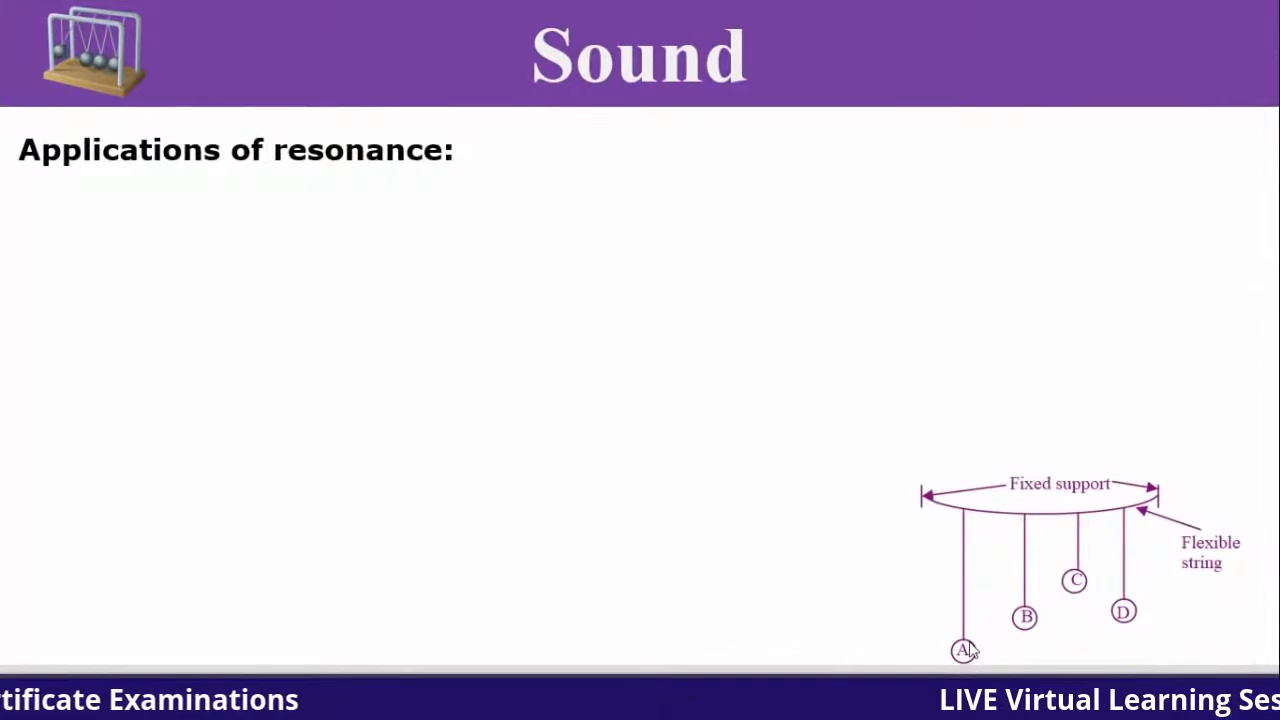 Sound
Applications of resonance:
Fixed support
Flexible
string
C
D
B
A
rtificate Examinations
LIVE Virtual Learning Ses